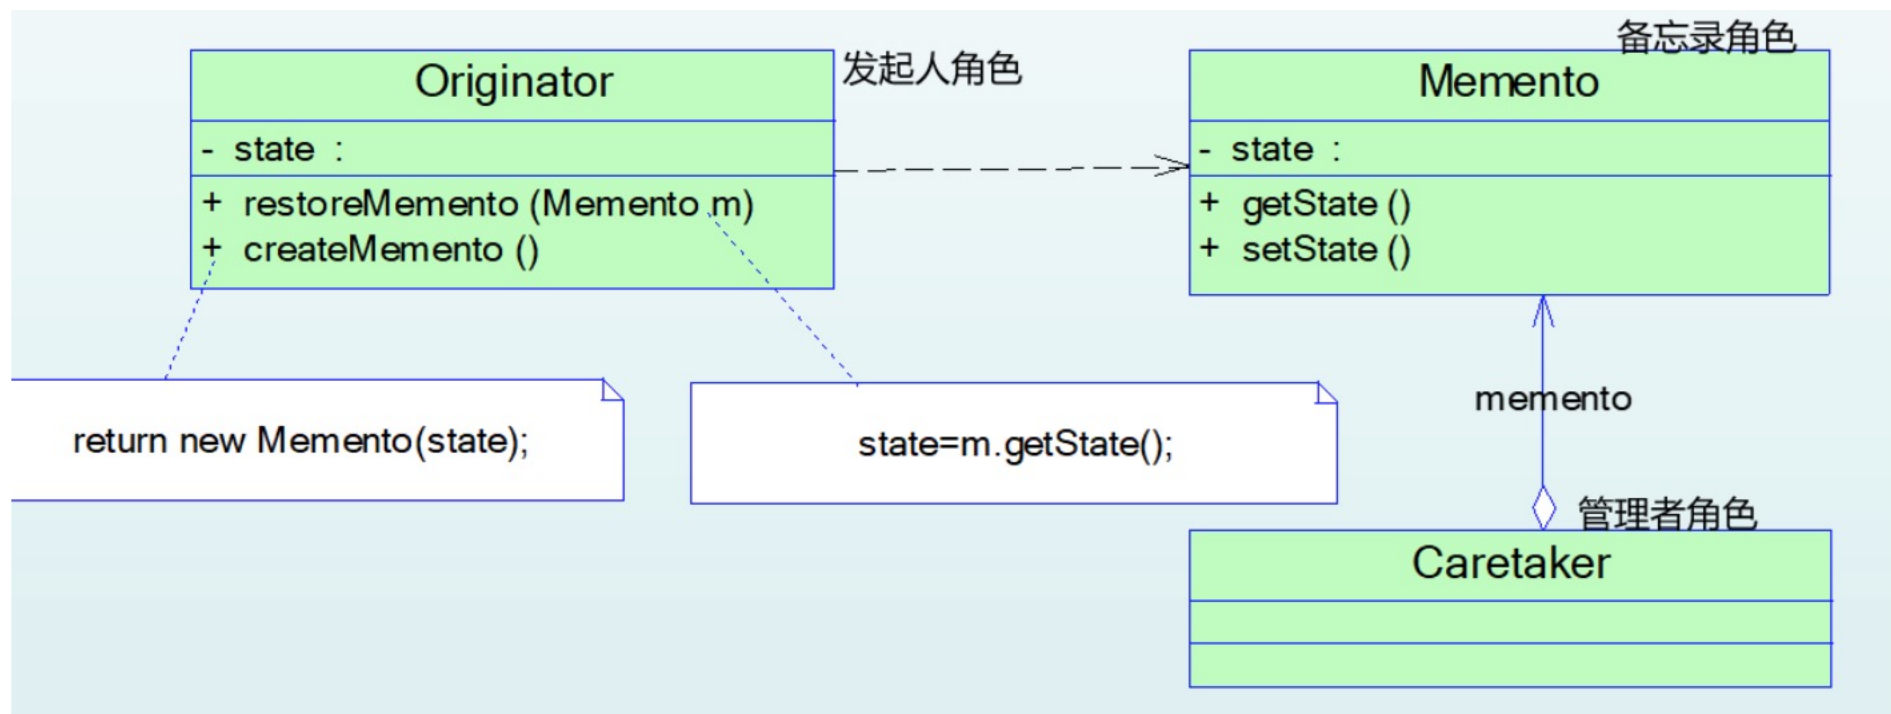 Originator
发起人角色
- state :
+ restoreMemento (Memento m)
+ createMemento ()
备忘录角色
Memento
- state :
+ getState ()
+ setState ()
return new Memento(state);
state=m.getState();
memento
管理者角色
Caretaker